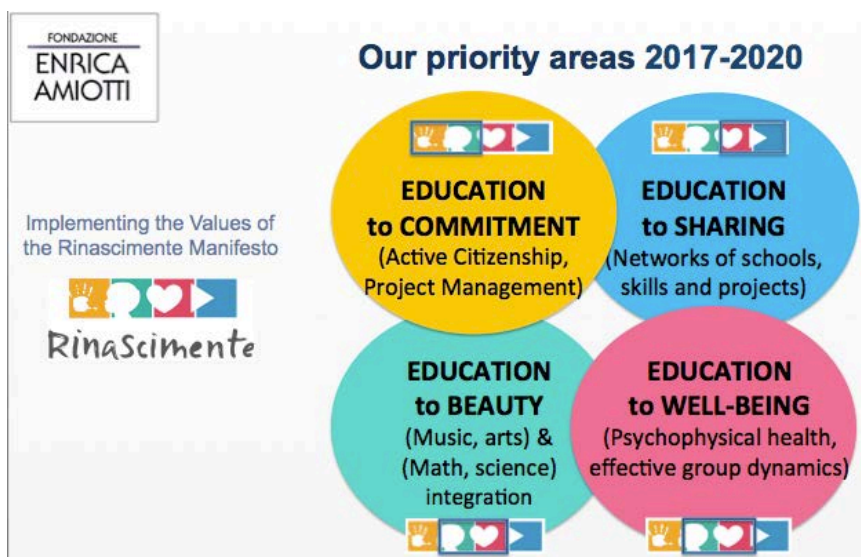 FONDAZIONE
ENRICA
AMIOTTI
Our priority areas 2017-2020
Implementing the Values of
the Rinascimente Manifesto
RinaScimente
EDUCATION
to COMMITMENT
(Active Citizenship,
Project Management)
EDUCATION
to SHARING
(Networks of schools,
skills and projects)
EDUCATION
to BEAUTY
(Music, arts) &
(Math, science)
integration
EDUCATION
to WELL-BEING
(Psychophysical health,
effective group dynamics)